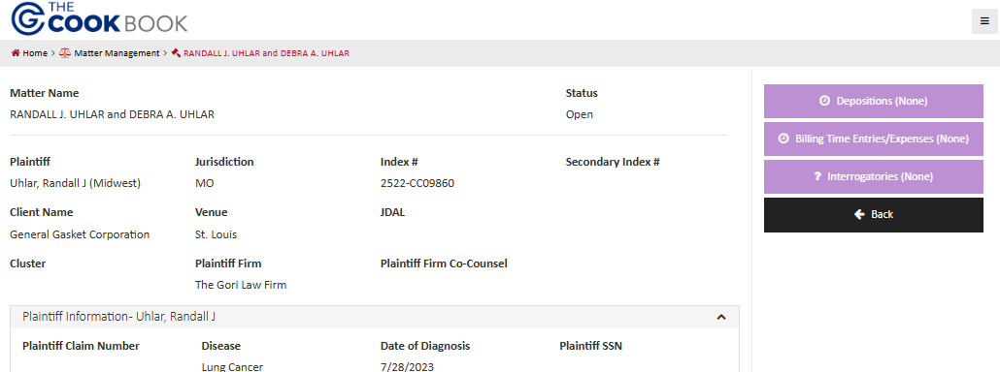 THE
COOKBOOK
Home > Matter Management > RANDALL J. UHLAR and DEBRA A. UHLAR
Matter Name Status
RANDALL J. UHLAR and DEBRA A. UHLAR Open
Plaintiff Jurisdiction Index # Secondary Index #
Uhlar, Randall J (Midwest) MO 2522-CC09860
Client Name Venue JDAL
General Gasket Corporation St. Louis
Cluster Plaintiff Firm Plaintiff Firm Co-Counsel
The Gori Law Firm
Plaintiff Information- Uhlar, Randall J
Plaintiff Claim Number Disease Date of Diagnosis Plaintiff SSN
Lung Cancer 7/28/2023
Depositions (None)
Billing Time Entries/Expenses (None)
? Interrogatories (None)
Back